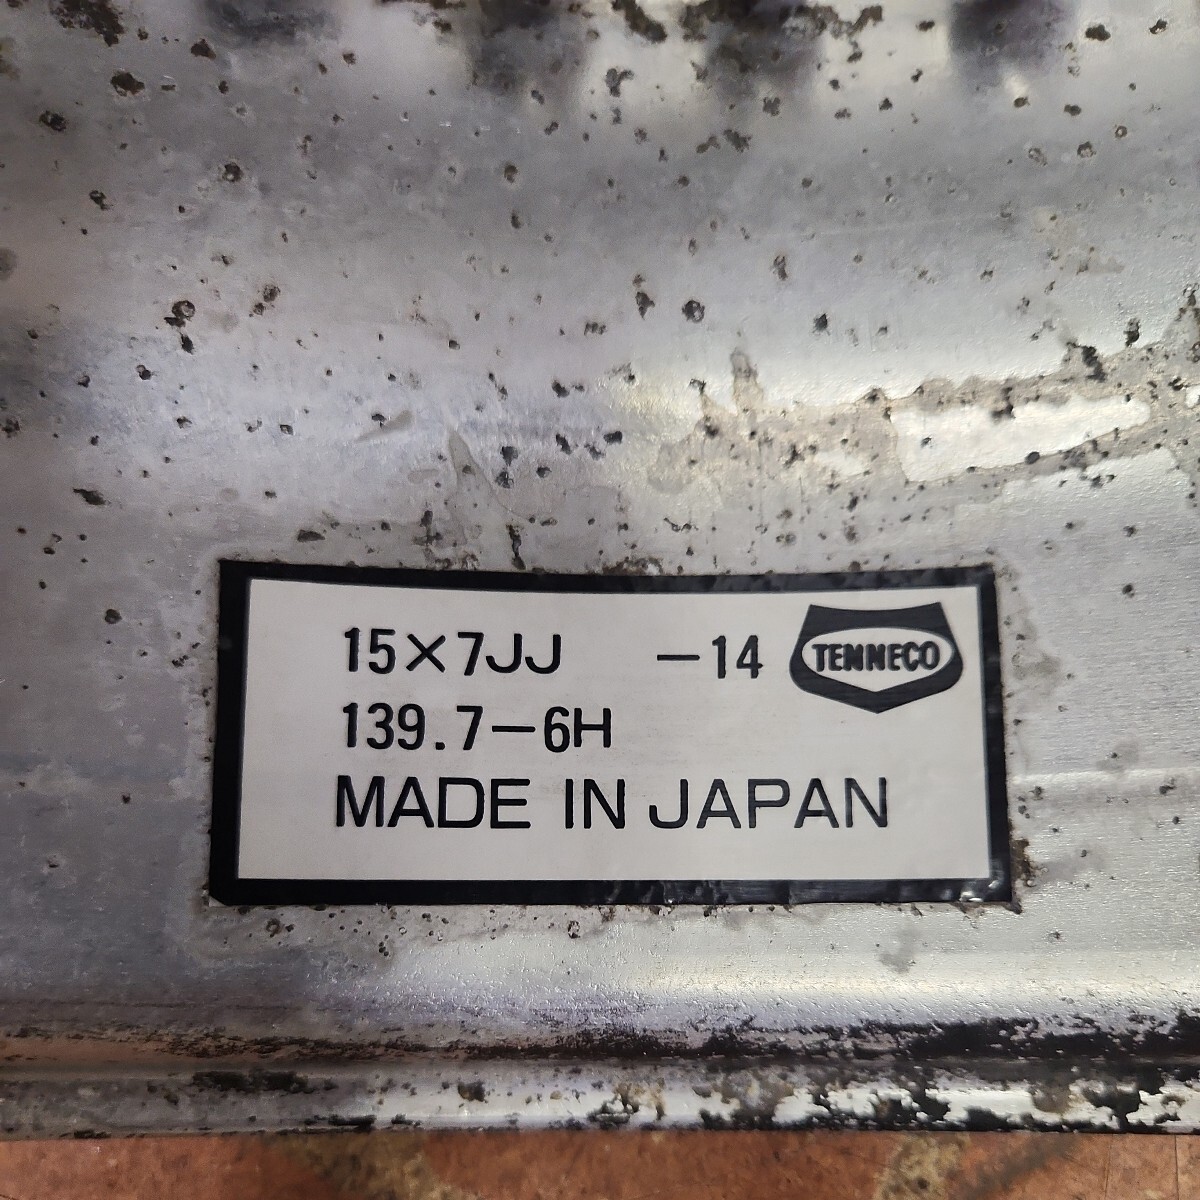 15×7JJ -14 TENNECO
139.7-6H
MADE IN JAPAN